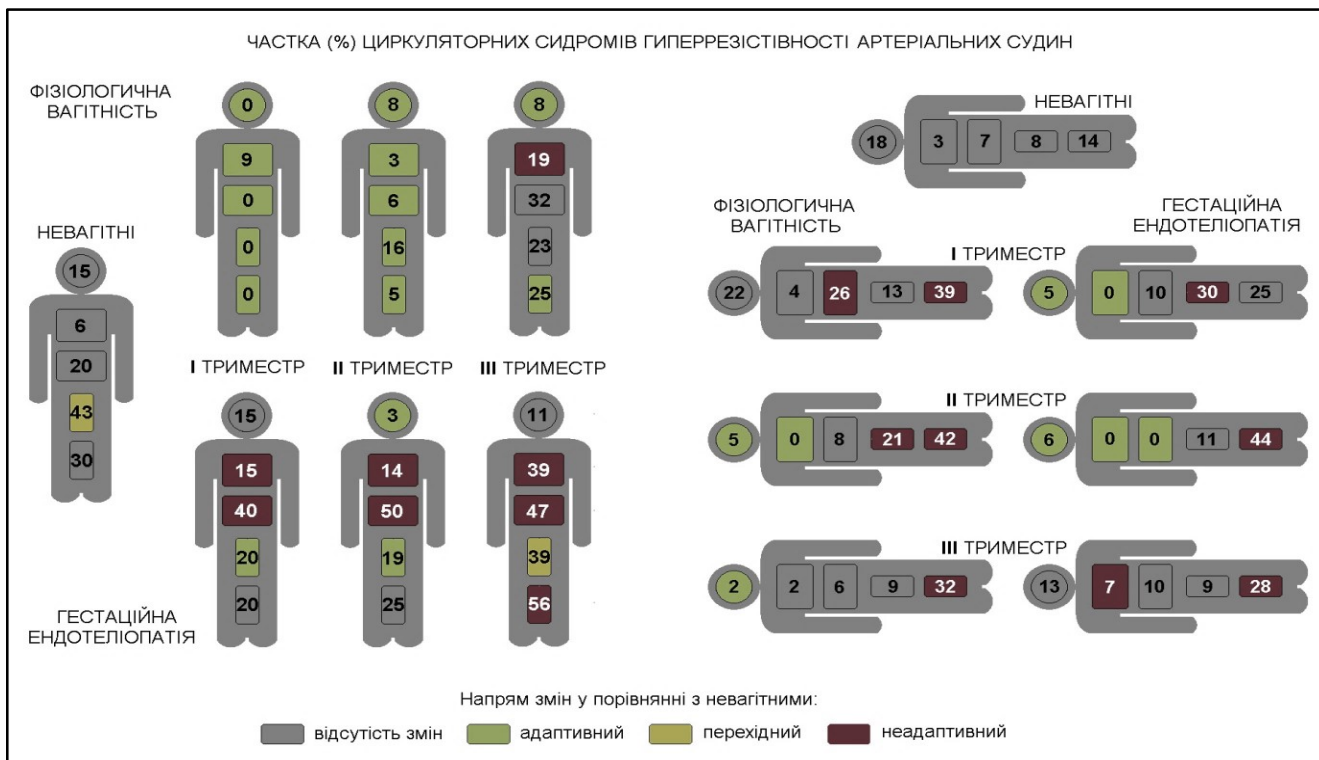 ЧАСТКА (%) ЦИРКУЛЯТОРНИХ СИДРОМІВ ГИПЕРРЕЗІСТІВНОСТІ АРТЕРІАЛЬНИХ СУДИН
ФІЗІОЛОГИЧНА
ВАГІТНІСТЬ
0
9
0
0
0
8
3
6
16
5
8
19
32
23
25
НЕВАГІТНІ
15
6
20
43
30
I ТРИМЕСТР
II ТРИМЕСТР
III ТРИМЕСТР
15
15
40
20
20
3
14
50
19
25
11
39
47
39
56
ГЕСТАЦІЙНА
ЕНДОТЕЛІОПАТІЯ
НЕВАГІТНІ
18 3 7 8 14
ФІЗІОЛОГИЧНА
ВАГІТНІСТЬ
ГЕСТАЦІЙНА
ЕНДОТЕЛІОПАТІЯ
I ТРИМЕСТР
22 4 26 13 39
5 0 10 30 25
II ТРИМЕСТР
5 0 8 21 42
6 0 0 11 44
III ТРИМЕСТР
2 2 6 9 32
13 7 10 9 28
Напрям змін у порівнянні з невагітними:
відсутість змін адаптивний перехідний неадаптивний